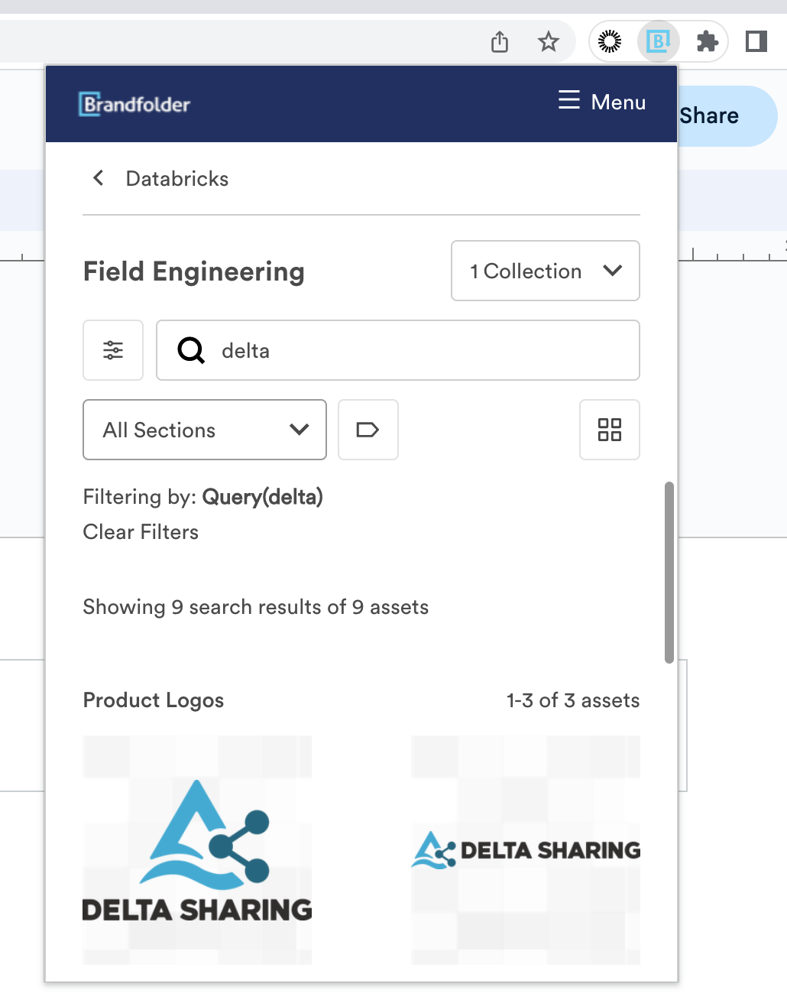 Brandfolder
Menu
Share
Databricks
Field Engineering
1 Collection
delta
All Sections
Filtering by: Query(delta)
Clear Filters
Showing 9 search results of 9 assets
Product Logos
1-3 of 3 assets
DELTA SHARING
DELTA SHARING